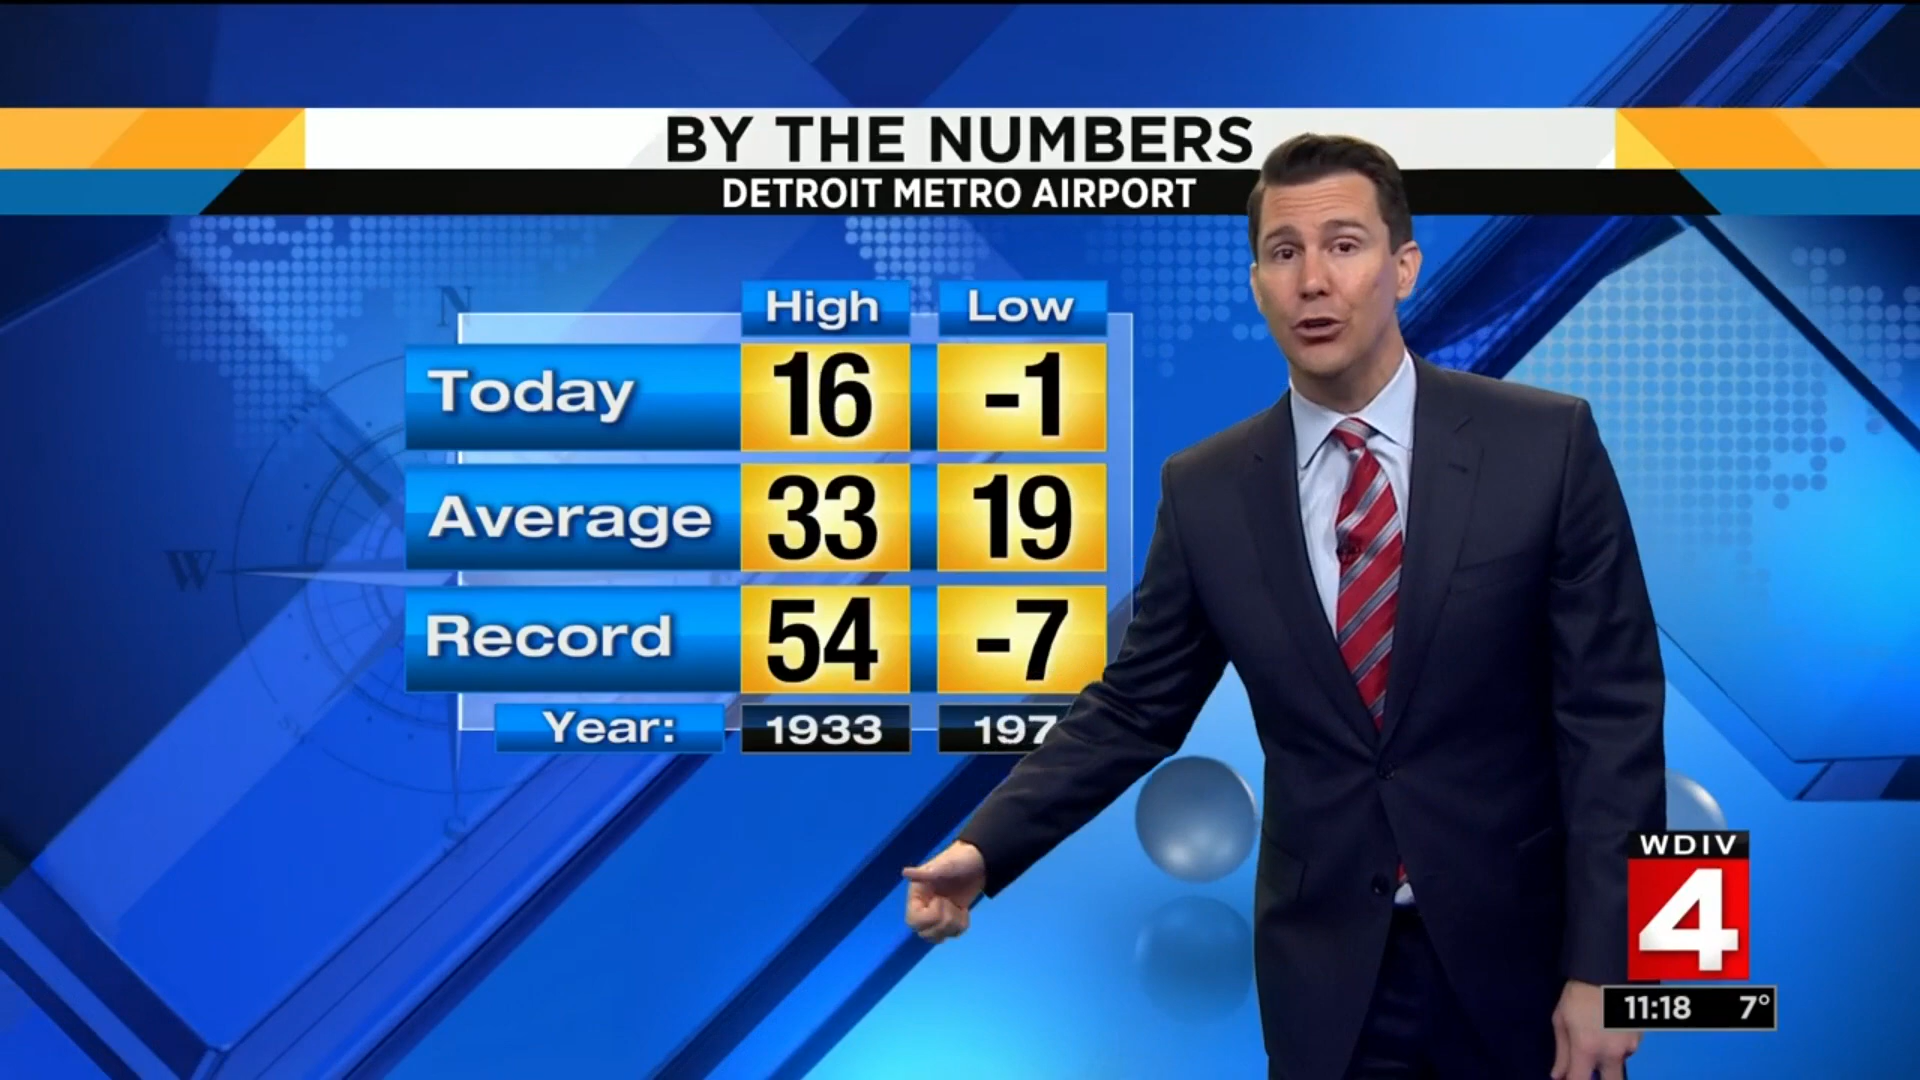 BY THE NUMBERS
DETROIT METRO AIRPORT
N
High Low
Today 16 -1
Average 33 19
W
Record 54 -7
Year: 1933
S
WDIV
4
11:18 7°